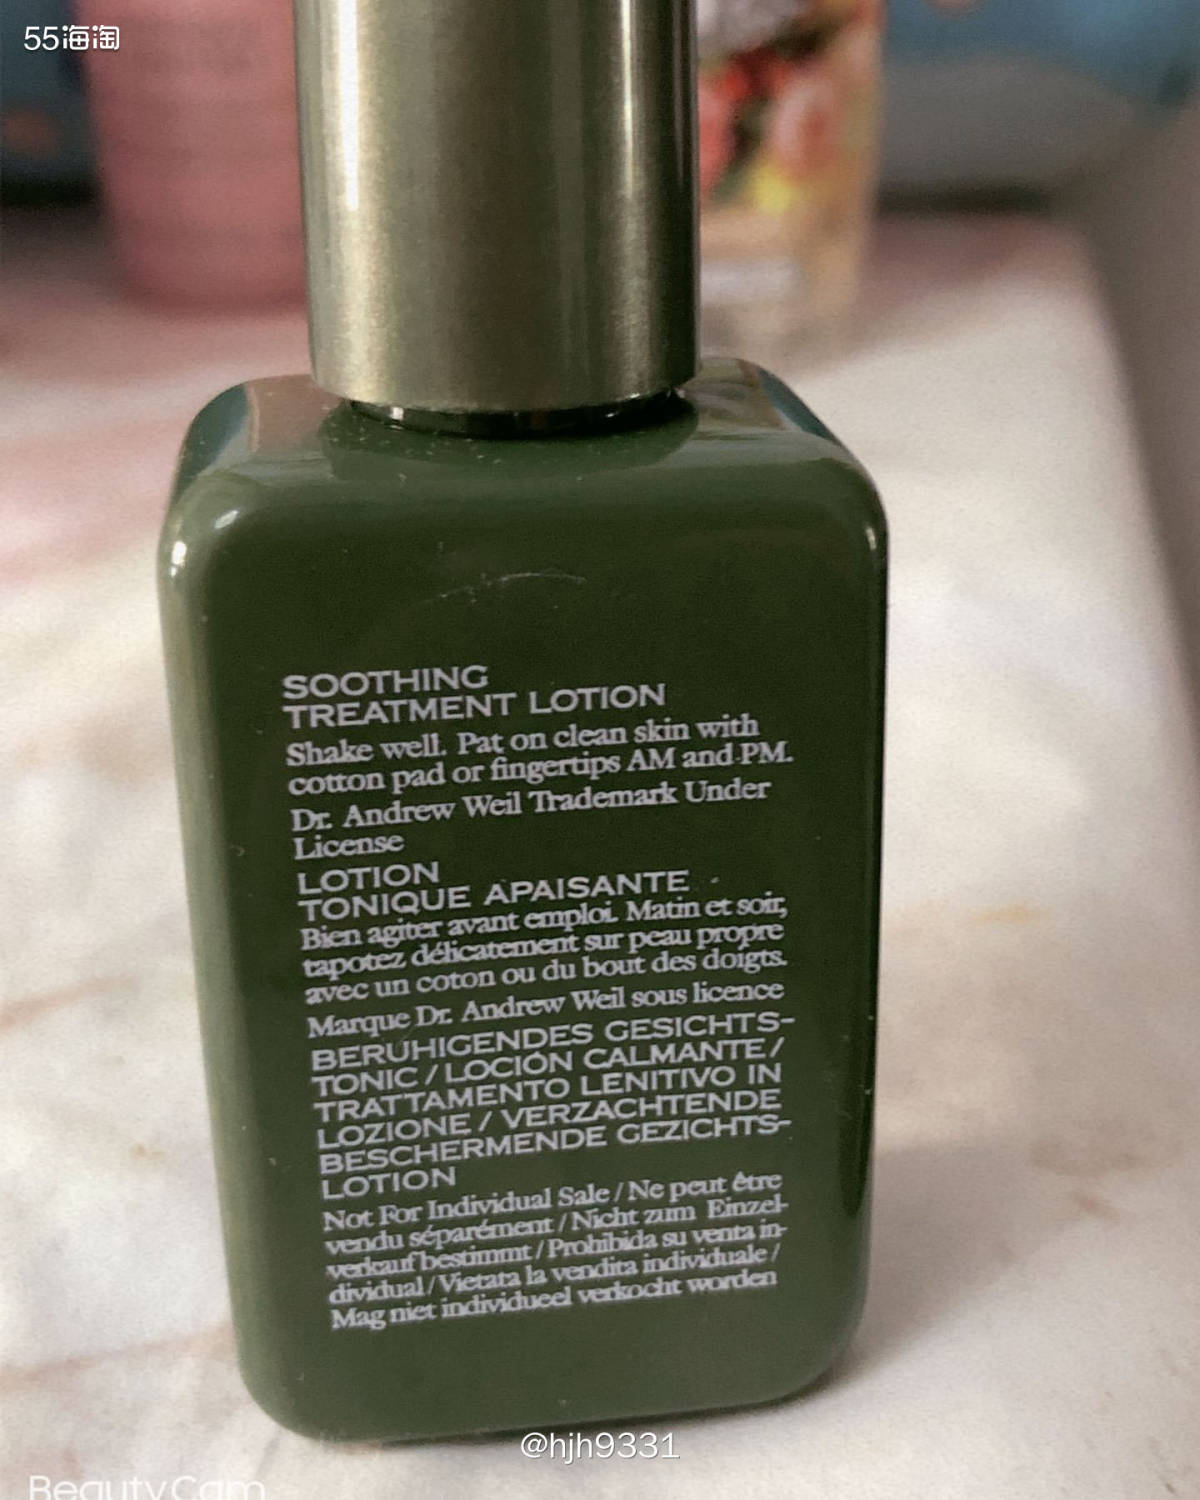 55海淘
SOOTHING
TREATMENT LOTION
Shake well. Pat on clean skin with
cotton pad or fingertips AM and PM.
Dr. Andrew Weil Trademark Under
License
LOTION
TONIQUE APAISANTE
Bien agiter avant emploi. Matin et soir,
tapotez délicatement sur peau propre
avec un coton ou du bout des doigts.
Marque Dr. Andrew Weil sous licence
BERUHIGENDES GESICHTS-
TONIC / LOCIÓN CALMANTE /
TRATTAMENTO LENITIVO IN
LOZIONE / VERZACHTENDE
BESCHERMENDE GEZICHTS-
LOTION
Not For Individual Sale / Ne peut être
vendu séparément / Nicht zum Einzel-
verkauf bestimmt / Prohibida su venta in-
dividual / Vietata la vendita individuale /
Mag niet individueel verkocht worden
@hjh9331
BeautyCam